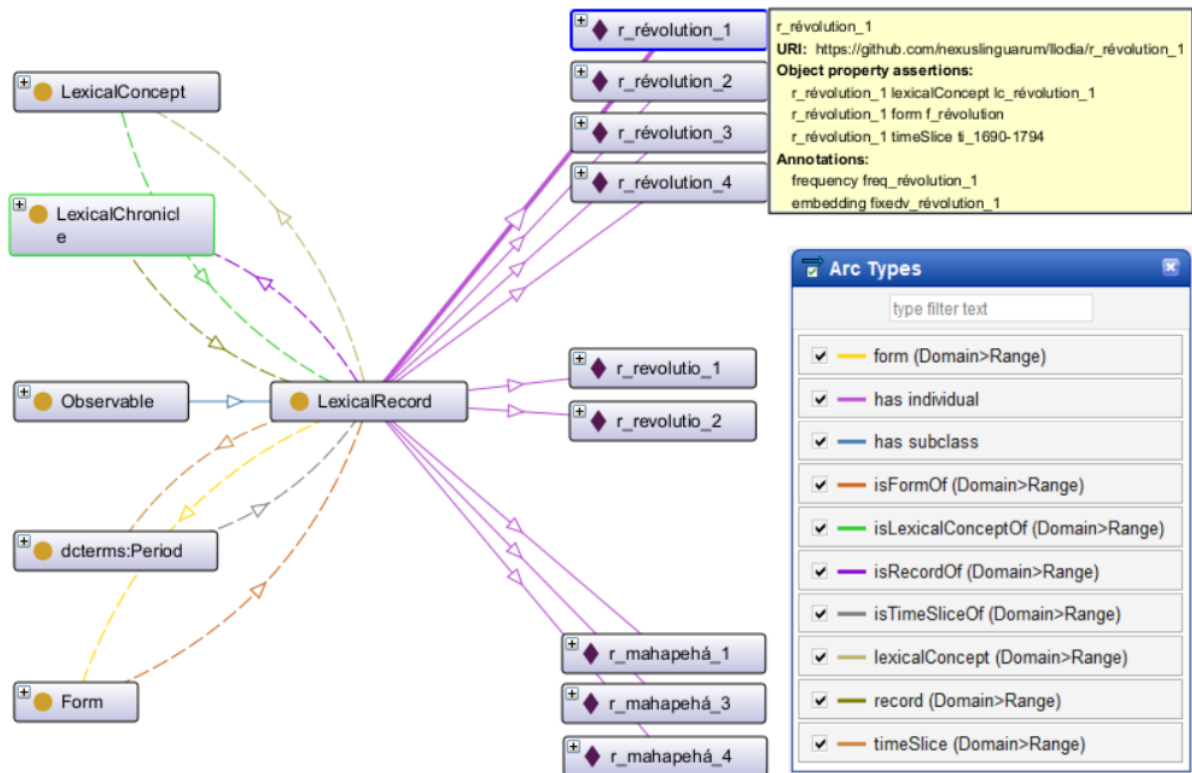 LexicalConcept
LexicalChronicl
e
Observable
LexicalRecord
dcterms:Period
Form
r_révolution_1
r_révolution_2
r_révolution_3
r_révolution_4
r_revolutio_1
r_revolutio_2
r_mahapehá_1
r_mahapehá_3
r_mahapehá_4
r_révolution_1
URI: https://github.com/nexuslinguarum/llodia/r_révolution_1
Object property assertions:
r_révolution_1 lexicalConcept lc_révolution_1
r_révolution_1 form f_révolution
r_révolution_1 timeSlice ti_1690-1794
Annotations:
frequency freq_révolution_1
embedding fixedv_révolution_1
Arc Types
type filter text
form (Domain>Range)
has individual
has subclass
isFormOf (Domain>Range)
isLexicalConceptOf (Domain>Range)
isRecordOf (Domain>Range)
isTimeSliceOf (Domain>Range)
lexicalConcept (Domain>Range)
record (Domain>Range)
timeSlice (Domain>Range)